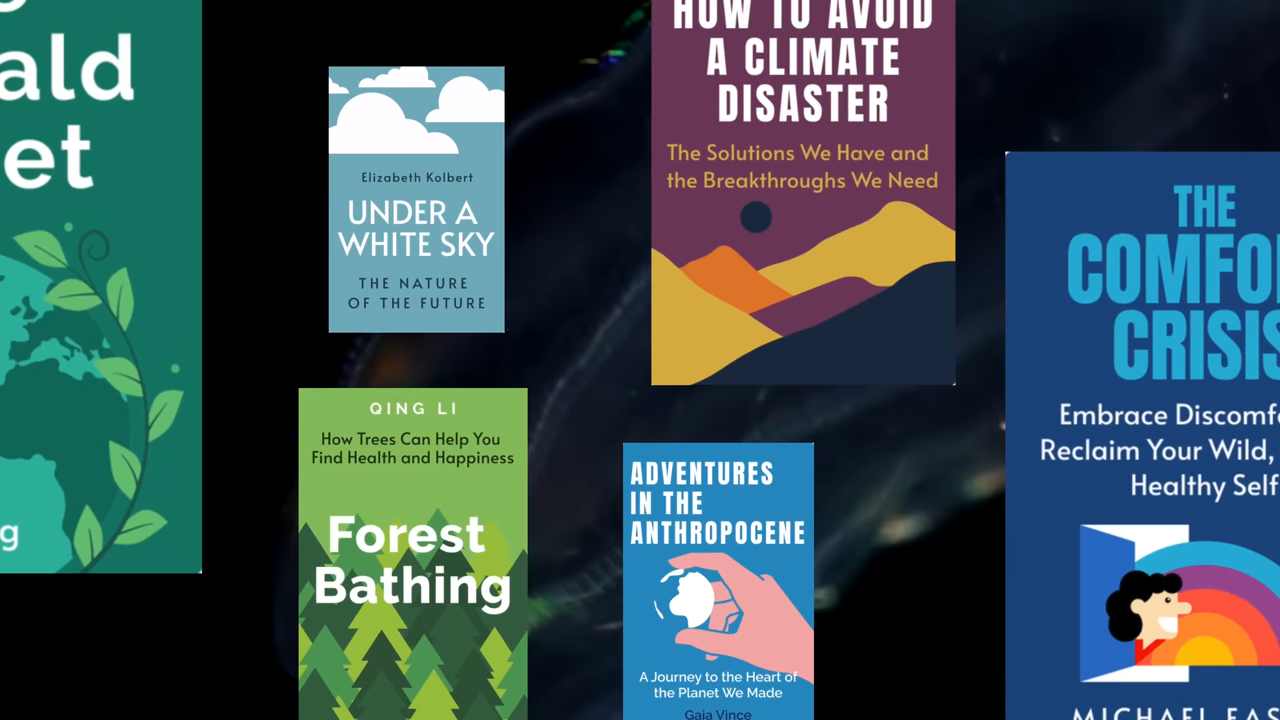 ald
et
g
Elizabeth Kolbert
UNDER A
WHITE SKY
THE NATURE
OF THE FUTURE
QING LI
How Trees Can Help You
Find Health and Happiness
Forest
Bathing
HOW TO AVOID
A CLIMATE
DISASTER
The Solutions We Have and
the Breakthroughs We Need
ADVENTURES
IN THE
ANTHROPOCENE
A Journey to the Heart of
the Planet We Made
Gaia Vince
THE
COMFO
CRISIS
Embrace Discomf
Reclaim Your Wild,
Healthy Self
MICHAEL EAS